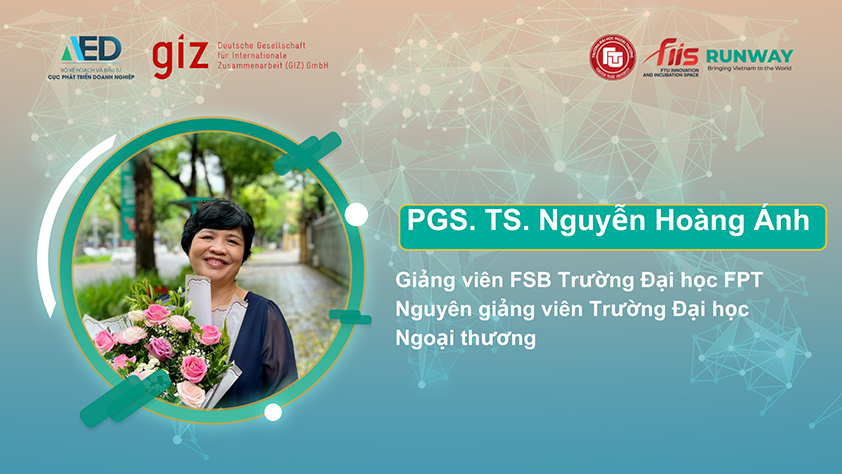 AED
BỘ KẾ HOẠCH VÀ ĐẦU TƯ
CỤC PHÁT TRIỂN DOANH NGHIỆP
giz
Deutsche Gesellschaft
für Internationale
Zusammenarbeit (GIZ) GmbH
FTU
fiis
FTU INNOVATION
AND INCUBATION SPACE
RUNWAY
Bringing Vietnam to the World
PGS. TS. Nguyễn Hoàng Ánh
Giảng viên FSB Trường Đại học FPT
Nguyên giảng viên Trường Đại học
Ngoại thương